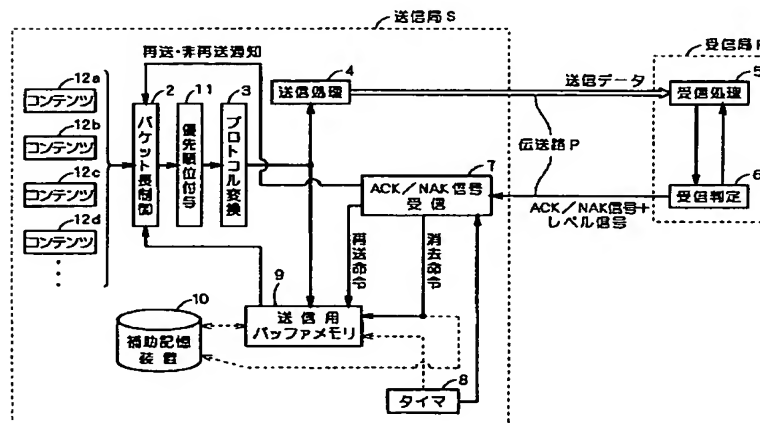 送信局S
受信局R
再送・非再送通知
12a
コンテンツ
12b
コンテンツ
12c
コンテンツ
12d
コンテンツ
2
パケット長制御
11
優先順位付与
3
プロトコル変換
4
送信処理
送信データ
5
受信処理
伝送路P
6
受信判定
7
ACK/NAK信号
受信
ACK/NAK信号+
レベル信号
再送命令
消去命令
9
送信用
バッファメモリ
10
補助記憶
装置
8
タイマ